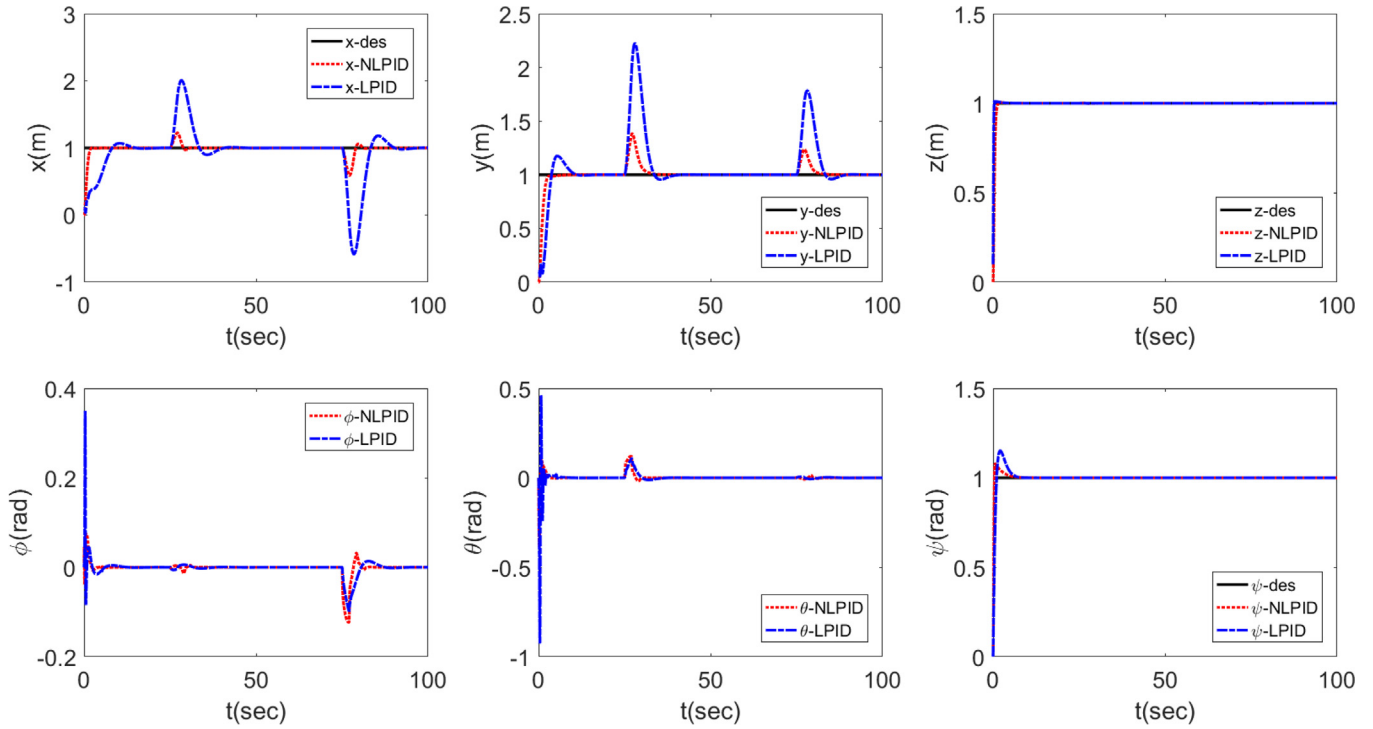 3
2
1
0
-1
x(m)
x-des
x-NLPID
x-LPID
0
50
100
t(sec)
2.5
2
1.5
1
0.5
0
y(m)
y-des
y-NLPID
y-LPID
0
50
100
t(sec)
1.5
1
0.5
0
z(m)
z-des
z-NLPID
z-LPID
0
50
100
t(sec)
0.4
0.2
0
-0.2
ϕ(rad)
ϕ-NLPID
ϕ-LPID
0
50
100
t(sec)
0.5
0
-0.5
-1
θ(rad)
θ-NLPID
θ-LPID
0
50
100
t(sec)
1.5
1
0.5
0
ψ(rad)
ψ-des
ψ-NLPID
ψ-LPID
0
50
100
t(sec)